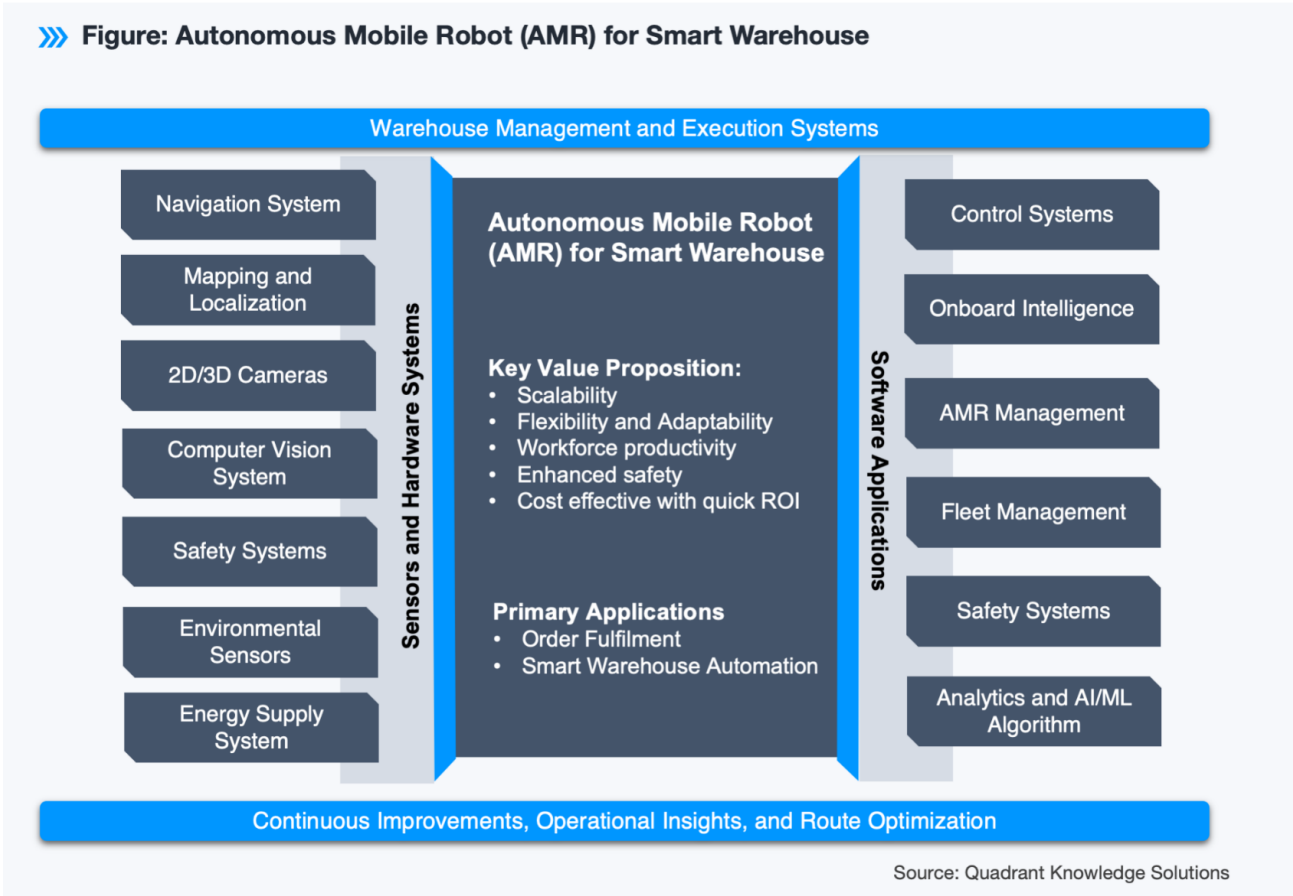 Figure: Autonomous Mobile Robot (AMR) for Smart Warehouse
Warehouse Management and Execution Systems
Navigation System
Mapping and
Localization
2D/3D Cameras
Computer Vision
System
Safety Systems
Environmental
Sensors
Energy Supply
System
Sensors and Hardware Systems
Autonomous Mobile Robot
(AMR) for Smart Warehouse
Key Value Proposition:
• Scalability
• Flexibility and Adaptability
• Workforce productivity
• Enhanced safety
• Cost effective with quick ROI
Primary Applications
• Order Fulfilment
• Smart Warehouse Automation
Software Applications
Control Systems
Onboard Intelligence
AMR Management
Fleet Management
Safety Systems
Analytics and AI/ML
Algorithm
Continuous Improvements, Operational Insights, and Route Optimization
Source: Quadrant Knowledge Solutions